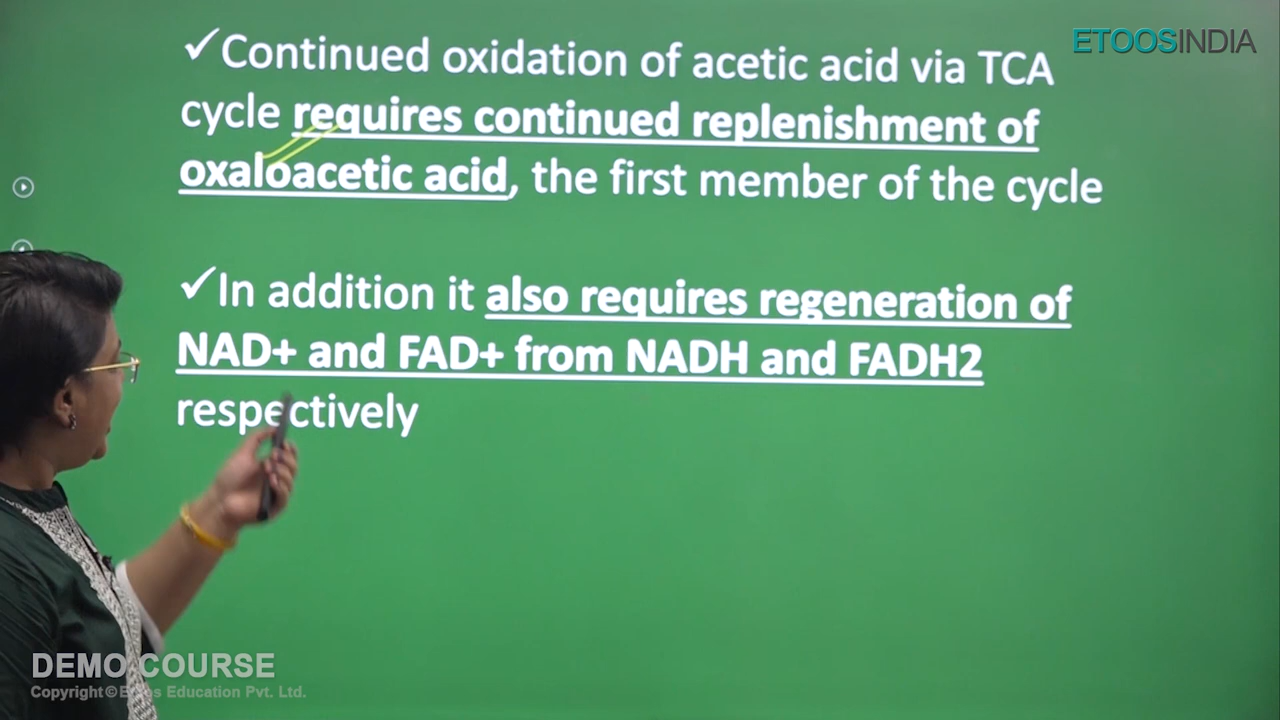 ETOOSINDIA
✓Continued oxidation of acetic acid via TCA
cycle requires continued replenishment of
oxaloacetic acid, the first member of the cycle
✓In addition it also requires regeneration of
NAD+ and FAD+ from NADH and FADH2
respectively
DEMO COURSE
Copyright © Etoos Education Pvt. Ltd.